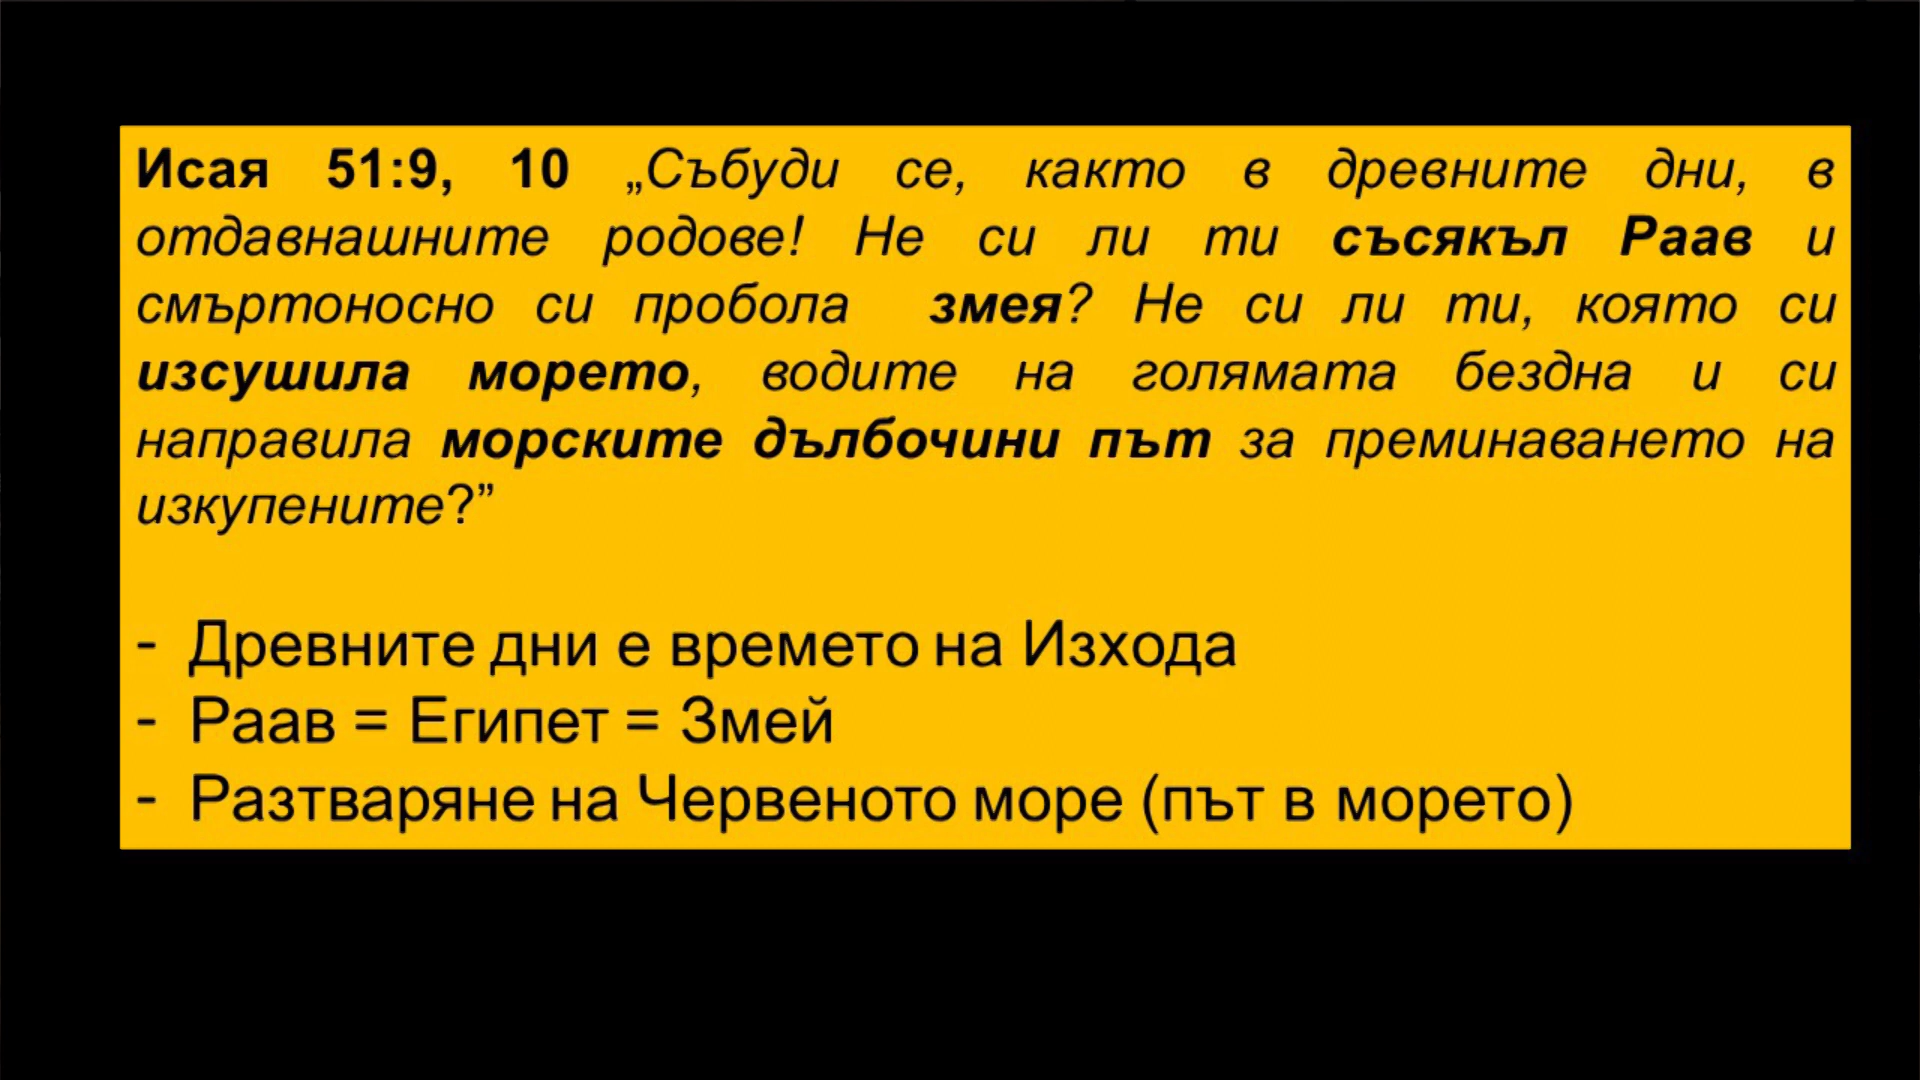 Исая 51:9, 10 „Събуди се, както в древните дни, в
отдавнашните родове! Не си ли ти съсякъл Раав и
смъртоносно си пробола змея? Не си ли ти, която си
изсушила морето, водите на голямата бездна и си
направила морските дълбочини път за преминаването на
изкупените?”
- Древните дни е времето на Изхода
- Раав = Египет = Змей
- Разтваряне на Червеното море (път в морето)